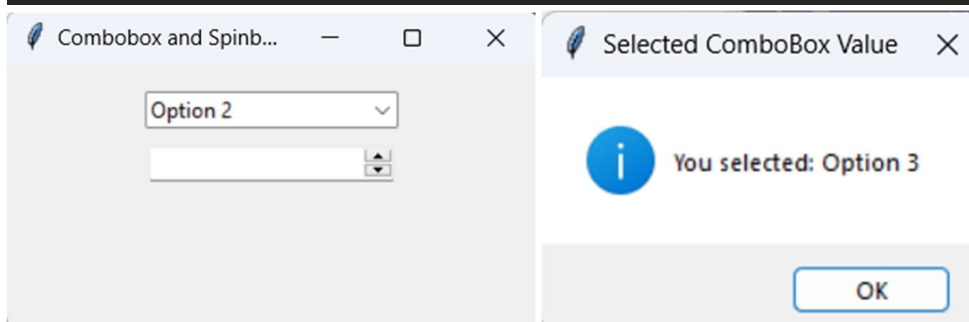 Combobox and Spinb...
Option 2
Selected ComboBox Value
You selected: Option 3
OK